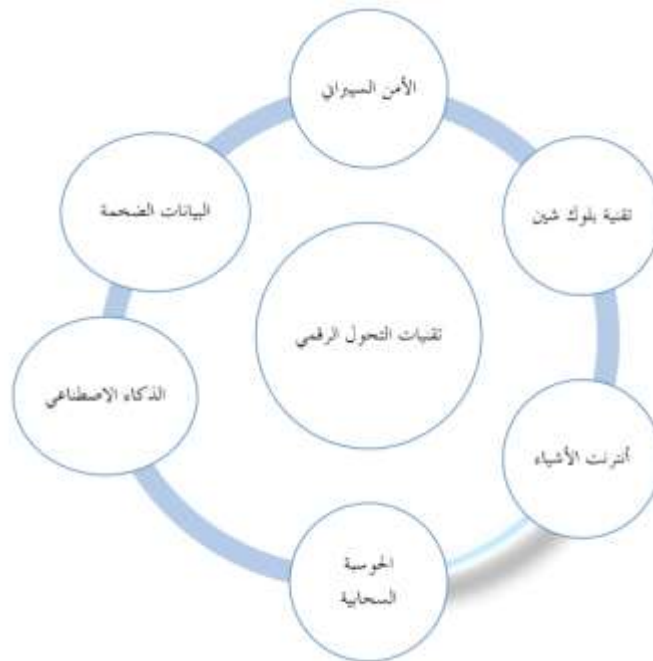 الأمن السيبراني
تقنية بلوك شين
أنترنت الأشياء
الحوسبة
السحابية
الذكاء الاصطناعي
البيانات الضخمة
تقنيات التحول الرقمي